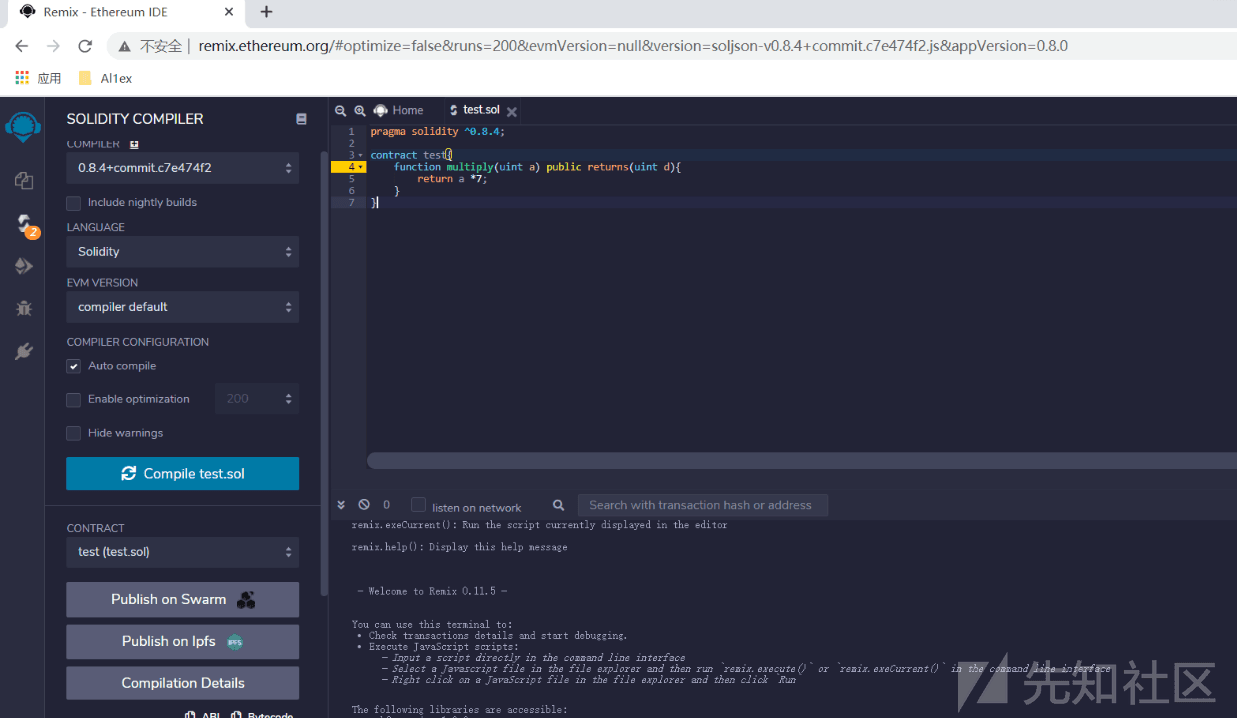 Remix - Ethereum IDE
不安全 | remix.ethereum.org/#optimize=false&runs=200&evmVersion=null&version=soljson-v0.8.4+commit.c7e474f2.js&appVersion=0.8.0
应用 Al1ex
SOLIDITY COMPILER
COMPILER
0.8.4+commit.c7e474f2
Include nightly builds
LANGUAGE
Solidity
EVM VERSION
compiler default
COMPILER CONFIGURATION
Auto compile
Enable optimization 200
Hide warnings
Compile test.sol
CONTRACT
test (test.sol)
Publish on Swarm
Publish on Ipfs
IPFS
Compilation Details
ABI Bytecode
2
Home test.sol
1 pragma solidity ^0.8.4;
2
3 contract test{
4 function multiply(uint a) public returns(uint d){
5 return a *7;
6 }
7 }
0 listen on network Search with transaction hash or address
remix.exeCurrent(): Run the script currently displayed in the editor
remix.help(): Display this help message
- Welcome to Remix 0.11.5 -
You can use this terminal to:
• Check transactions details and start debugging.
• Execute JavaScript scripts:
- Input a script directly in the command line interface
- Select a Javascript file in the file explorer and then run `remix.execute()` or `remix.exeCurrent()` in the command line interface
- Right click on a JavaScript file in the file explorer and then click `Run`
The following libraries are accessible:
先知社区